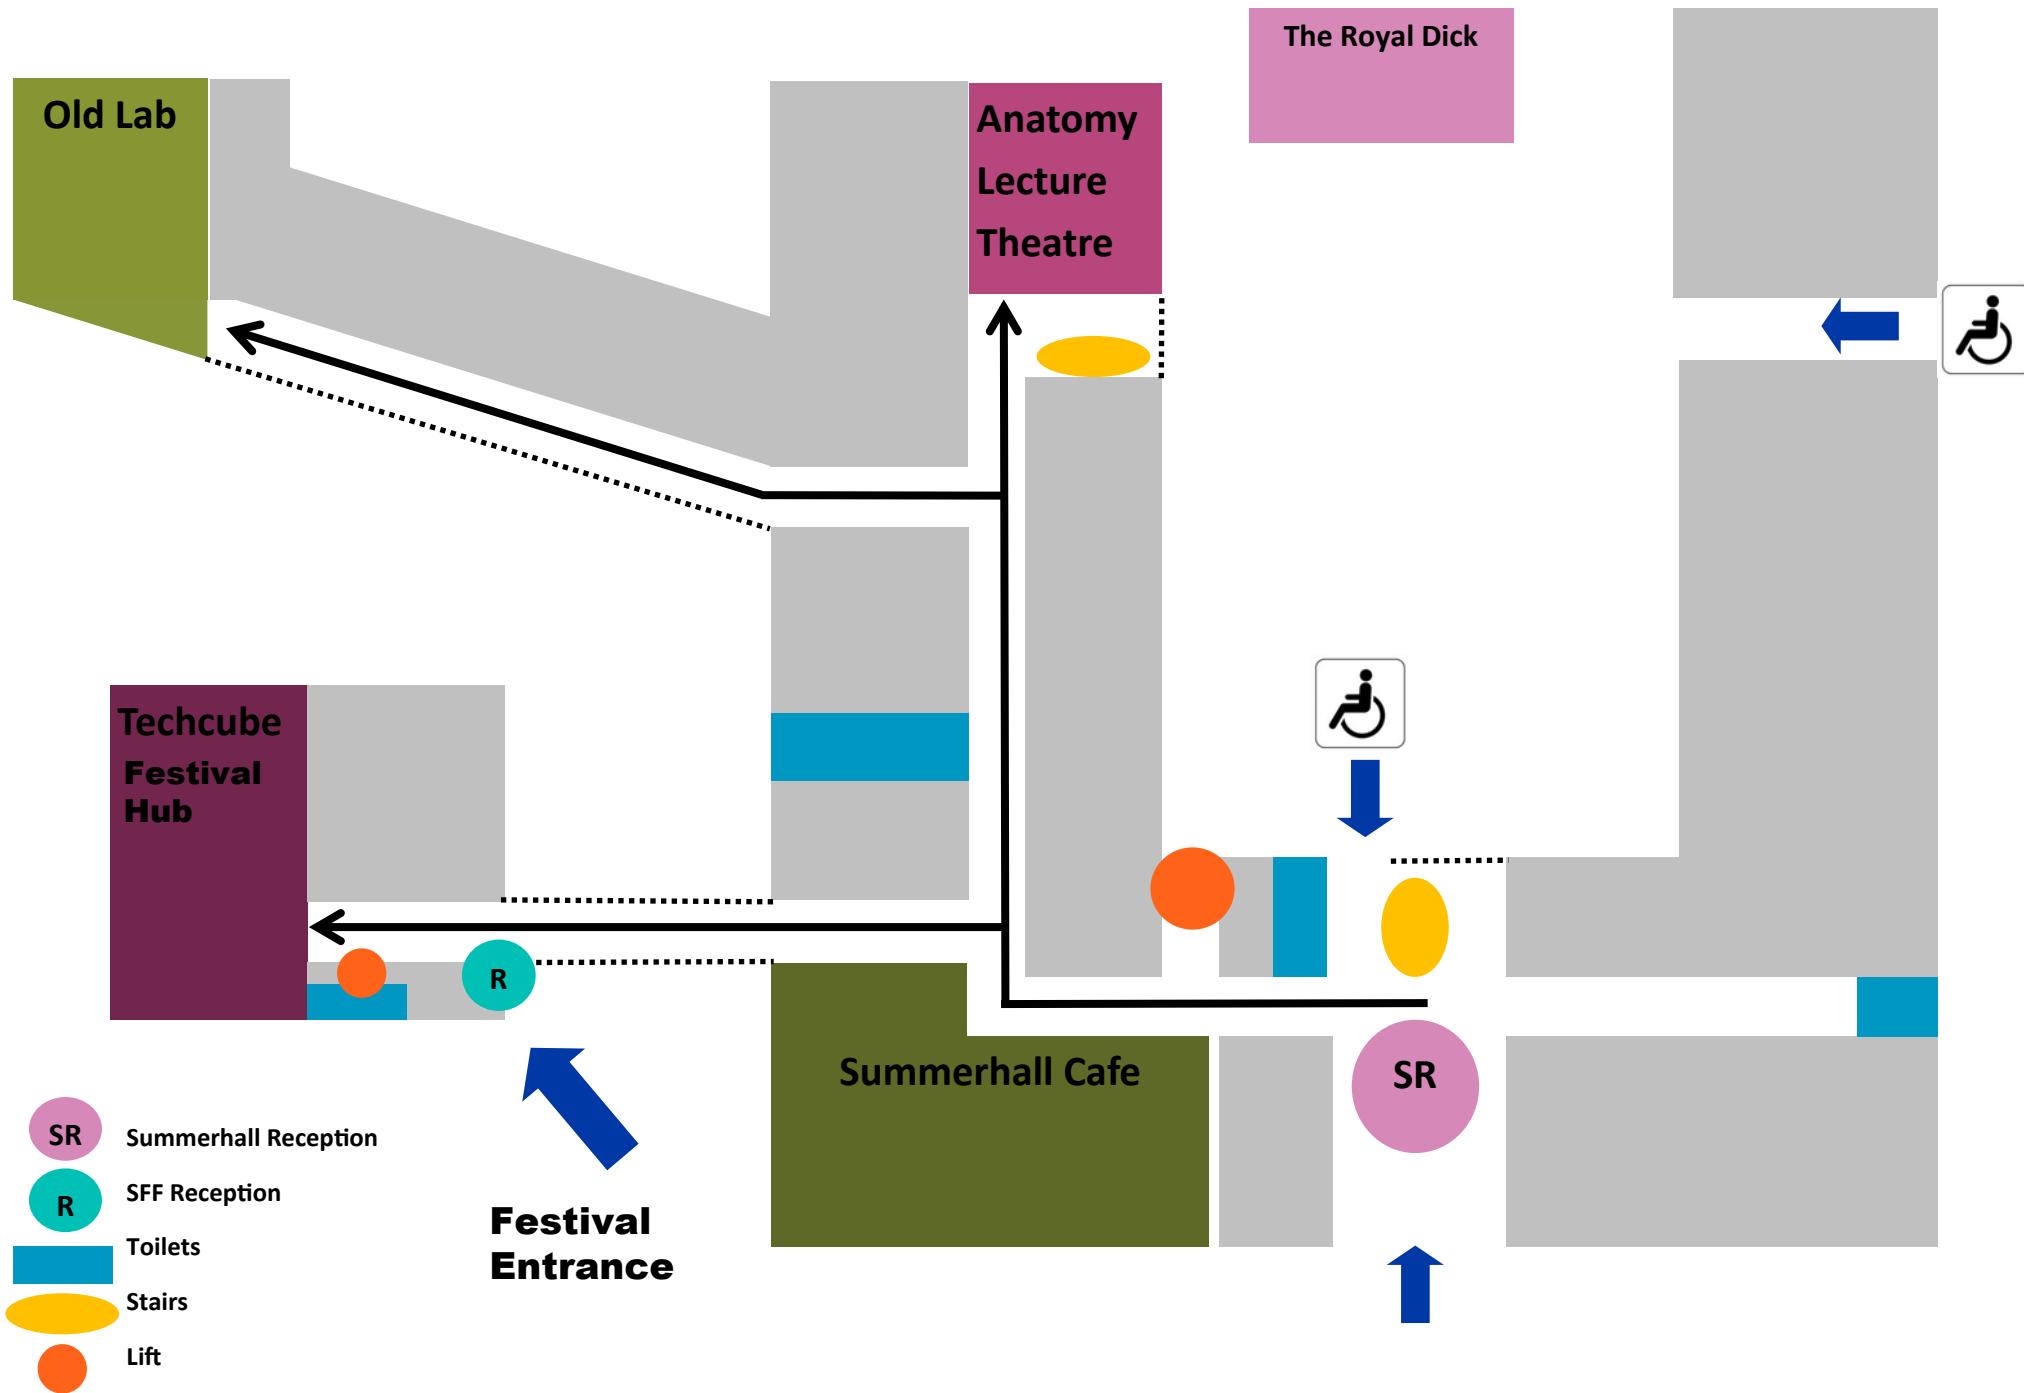 The Royal Dick
Old Lab
Anatomy
Lecture
Theatre
Techcube
Festival
Hub
R
Summerhall Cafe
SR
SR
Summerhall Reception
R
SFF Reception
Toilets
Stairs
Lift
Festival
Entrance